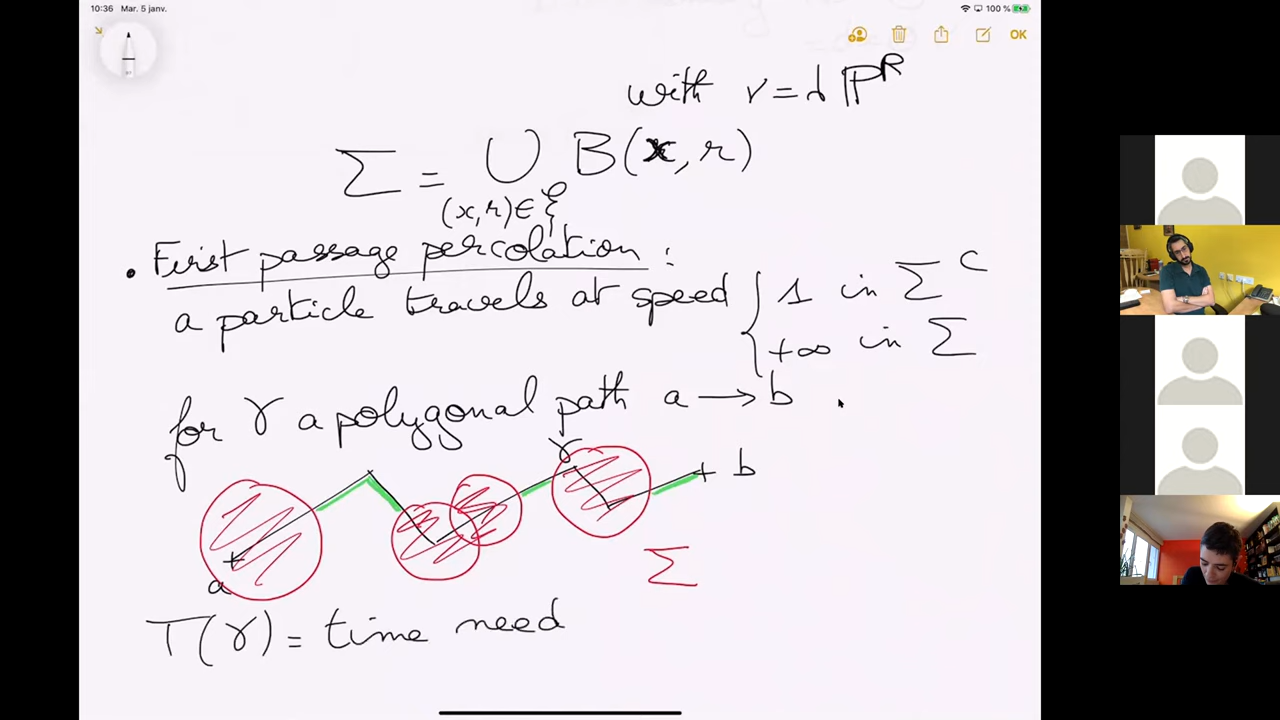 10:36 Mar. 5 janv.
100 %
OK
with ν = λ P^R
Σ = ∪ B(x, r)
(x, r) ∈ ξ
• First passage percolation :
a particle travels at speed { 1 in Σ^c
+∞ in Σ
for γ a polygonal path a → b
γ
b
a
Σ
T(γ) = time need